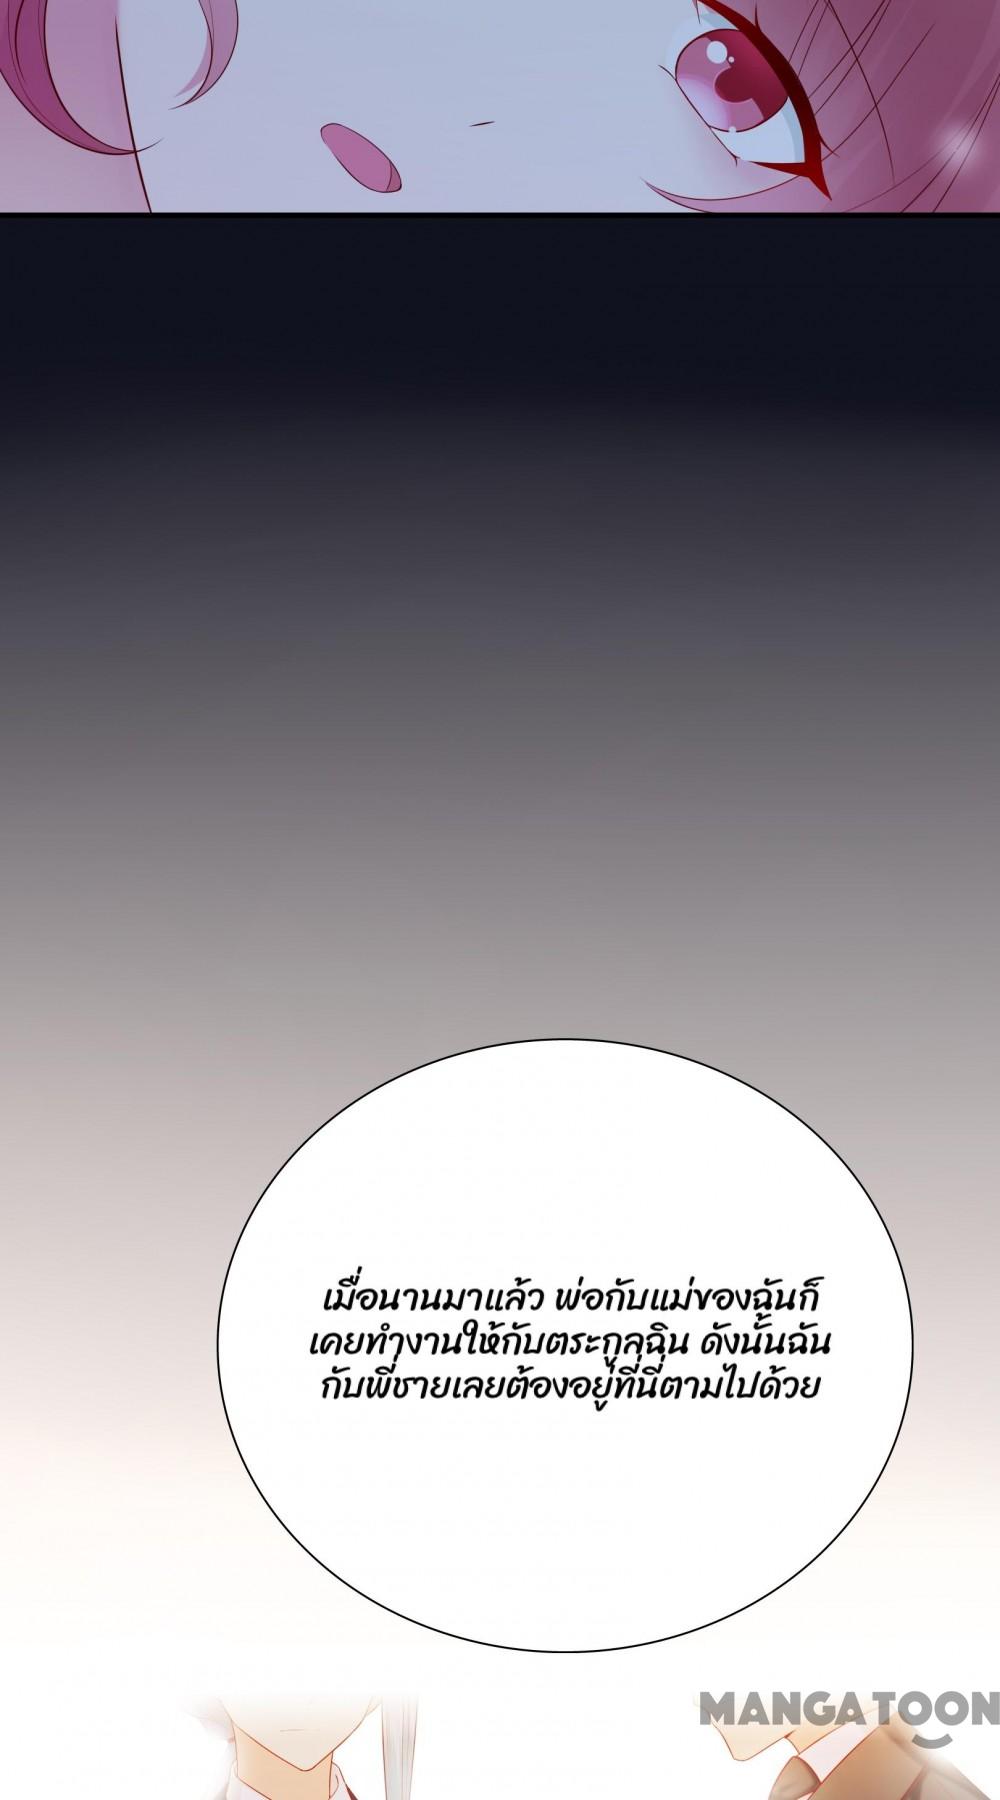 เมื่อนานมาแล้ว พ่อกับแม่ของฉันก็
เคยทำงานให้กับตระกูลฉิน ดังนั้นฉัน
กับพี่ชายเลยต้องอยู่ที่นี่ตามไปด้วย
MANGATOON